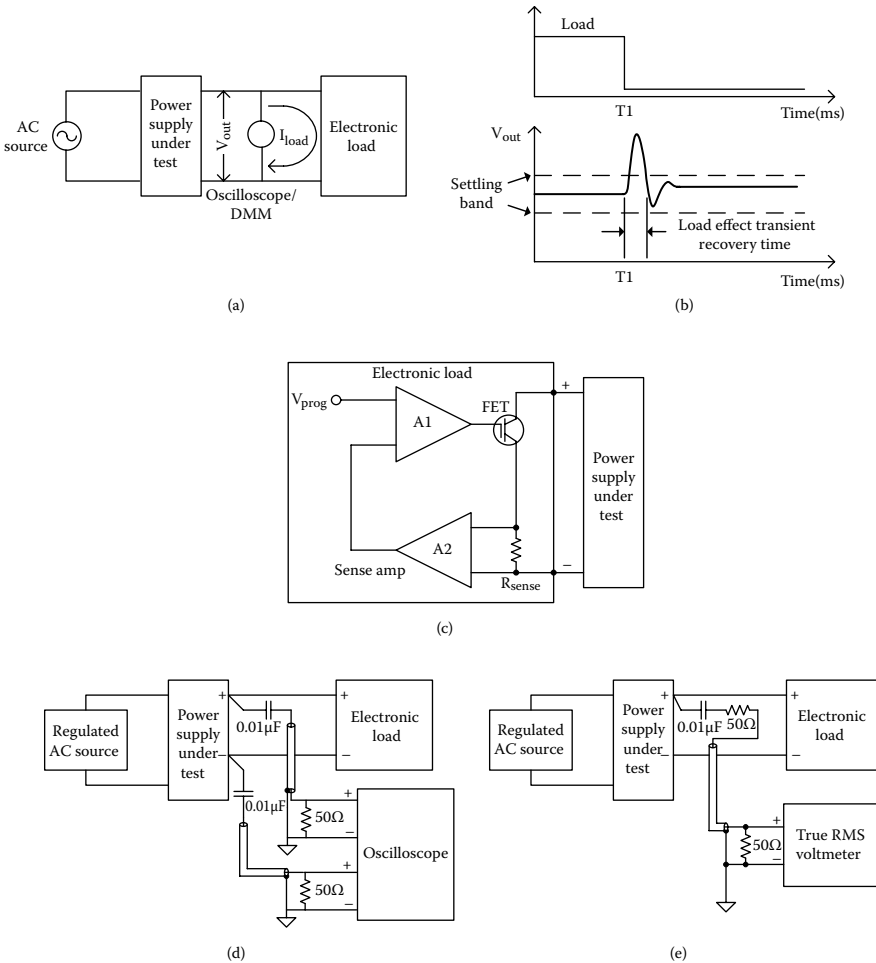 AC
source
Power
supply
under
test
V_out
I_load
Electronic
load
Oscilloscope/
DMM
(a)
Load
T1
Time(ms)
V_out
Settling
band
Load effect transient
recovery time
T1
Time(ms)
(b)
Electronic load
V_prog
A1
FET
+
Power
supply
under
test
A2
Sense amp
R_sense
−
(c)
Regulated
AC source
Power
supply
under
test
+
−
0.01μF
0.01μF
+
−
Electronic
load
50Ω
+
−
50Ω
+
−
Oscilloscope
(d)
Regulated
AC source
Power
supply
under
test
+
−
0.01μF
50Ω
+
−
Electronic
load
50Ω
+
−
True RMS
voltmeter
(e)